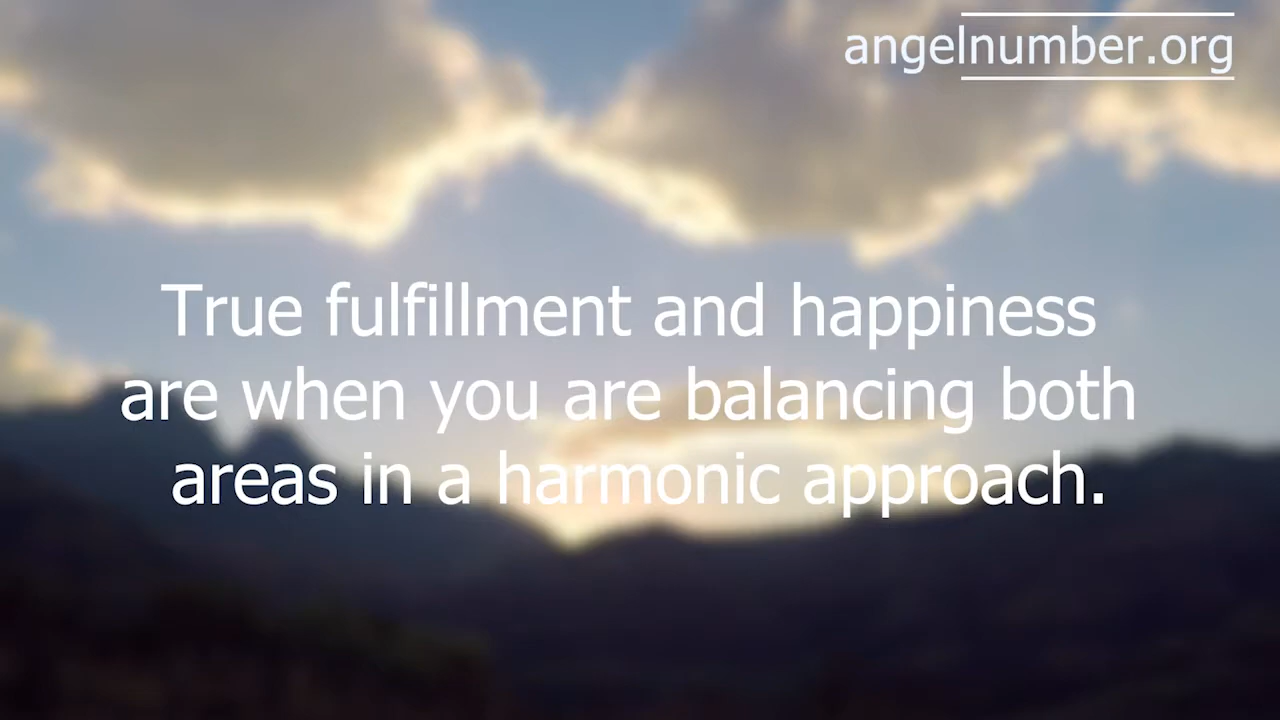 angelnumber.org
True fulfillment and happiness
are when you are balancing both
areas in a harmonic approach.